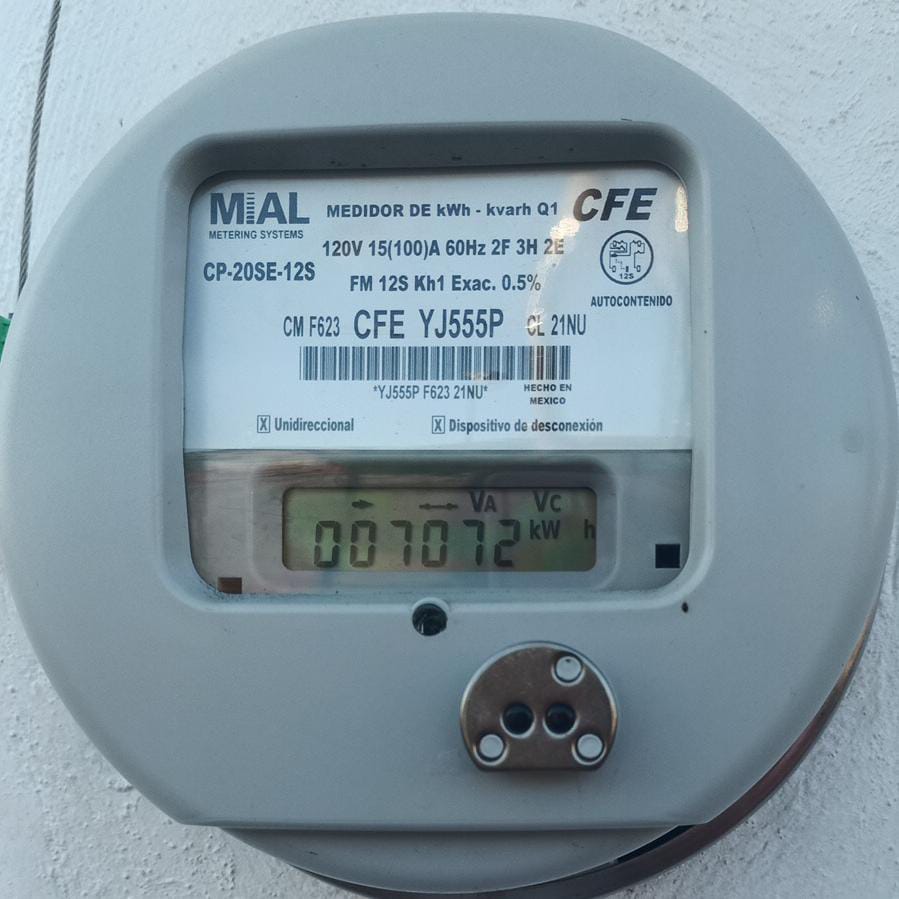 MIAL
METERING SYSTEMS
MEDIDOR DE kWh - kvarh Q1
CFE
120V 15(100)A 60Hz 2F 3H 2E
CP-20SE-12S
FM 12S Kh1 Exac. 0.5%
12S
AUTOCONTENIDO
CM F623 CFE YJ555P CL 21NU
*YJ555P F623 21NU*
HECHO EN
MEXICO
X Unidireccional
X Dispositivo de desconexión
VA VC
007072 kW h